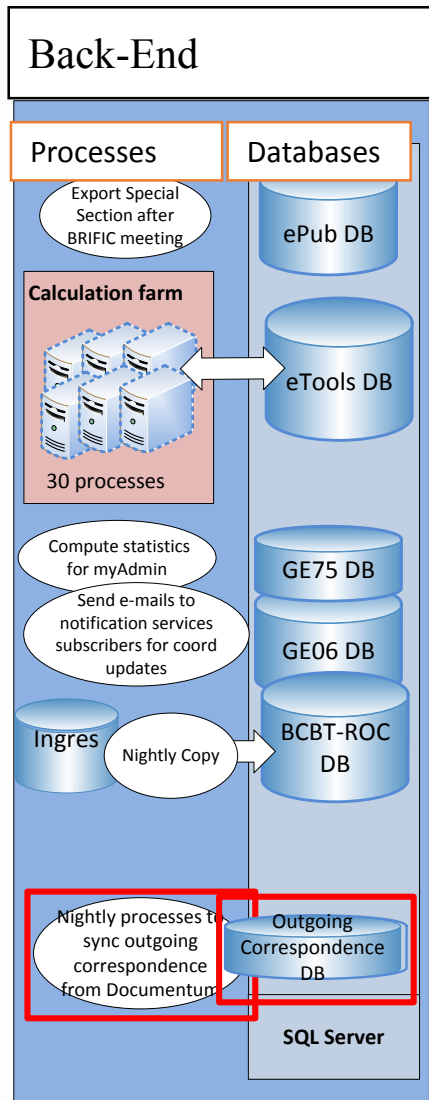 Back-End
Processes
Databases
Export Special
Section after
BRIFIC meeting
ePub DB
Calculation farm
30 processes
eTools DB
Compute statistics
for myAdmin
GE75 DB
Send e-mails to
notification services
subscribers for coord
updates
GE06 DB
Ingres
Nightly Copy
BCBT-ROC
DB
Nightly processes to
sync outgoing
correspondence
from Documentum
Outgoing
Correspondence
DB
SQL Server